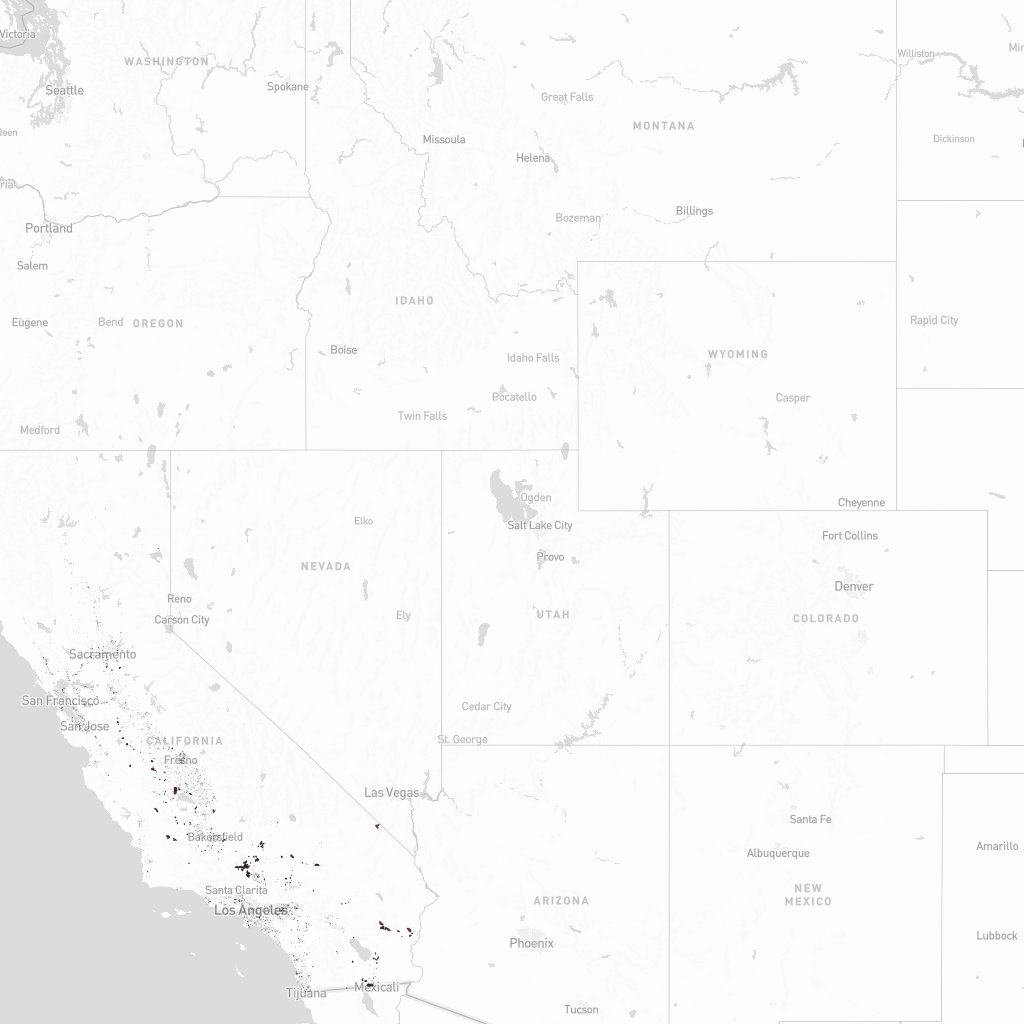 Victoria
WASHINGTON
Williston
Seattle
Spokane
Great Falls
MONTANA
Missoula
Dickinson
Helena
Bozeman
Billings
Portland
Salem
IDAHO
Eugene
Bend
OREGON
Rapid City
Boise
Idaho Falls
WYOMING
Pocatello
Casper
Medford
Twin Falls
Ogden
Cheyenne
Elko
Salt Lake City
Fort Collins
Provo
NEVADA
Denver
Reno
Carson City
Ely
UTAH
COLORADO
Sacramento
San Francisco
Cedar City
San Jose
CALIFORNIA
St. George
Fresno
Las Vegas
Santa Fe
Bakersfield
Albuquerque
Amarillo
Santa Clarita
NEW
MEXICO
Los Angeles
ARIZONA
Phoenix
Lubbock
Tijuana
Mexicali
Tucson